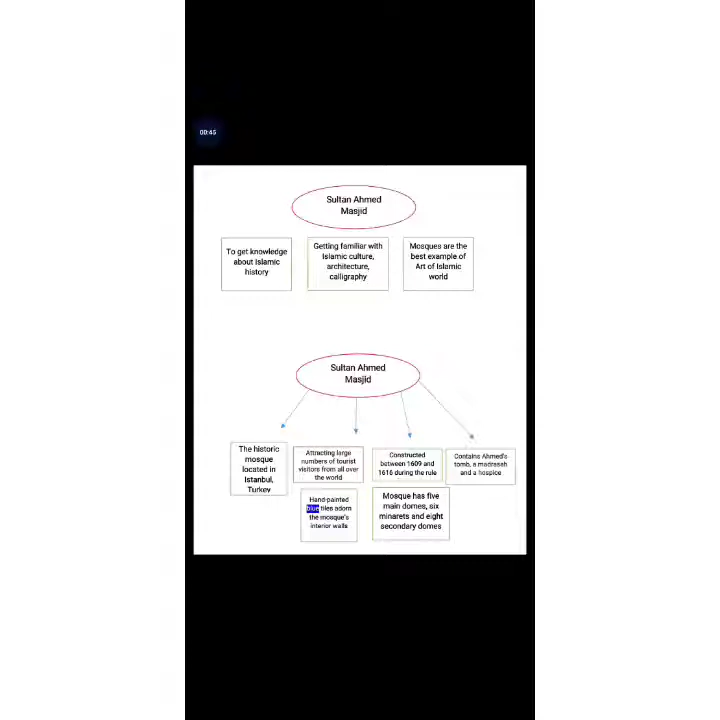 00:45
Sultan Ahmed
Masjid
To get knowledge
about Islamic
history
Getting familiar with
Islamic culture,
architecture,
calligraphy
Mosques are the
best example of
Art of Islamic
world
Sultan Ahmed
Masjid
The historic
mosque
located in
Istanbul,
Turkey
Attracting large
numbers of tourist
visitors from all over
the world
Constructed
between 1609 and
1616 during the rule
Contains Ahmed's
tomb, a madrasah
and a hospice
Hand-painted
blue tiles adorn
the mosque's
interior walls
Mosque has five
main domes, six
minarets and eight
secondary domes